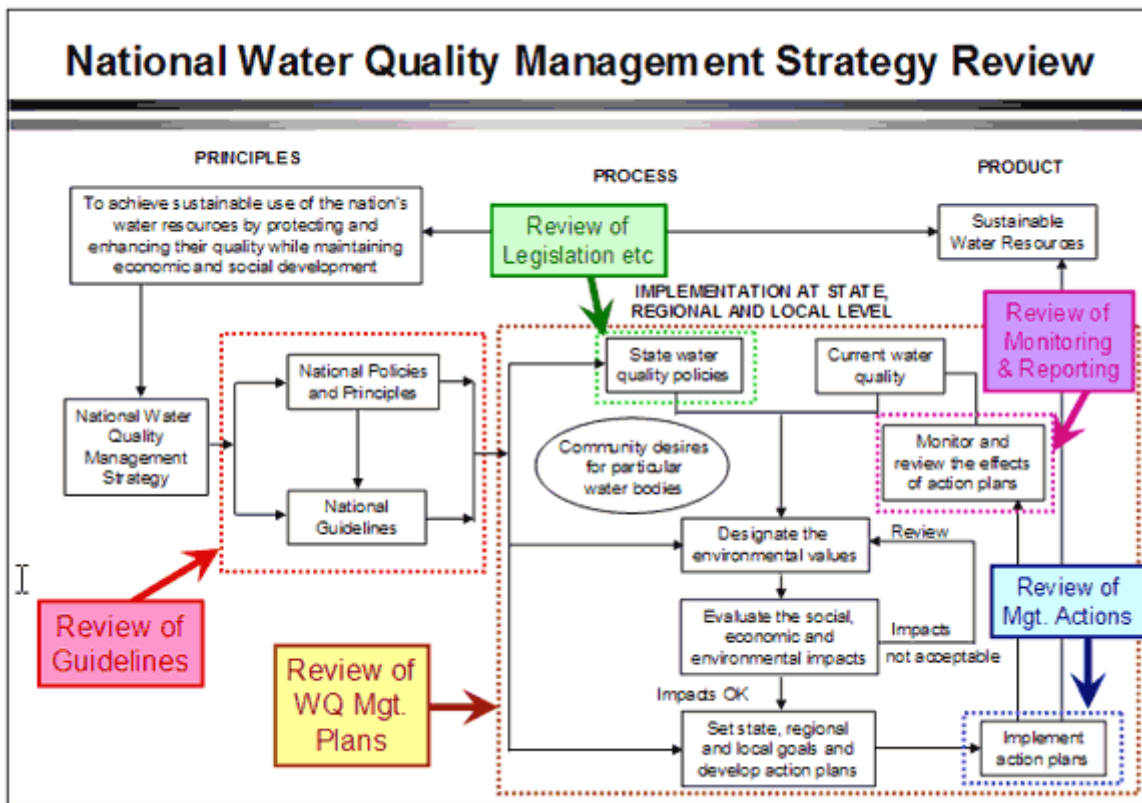 National Water Quality Management Strategy Review
PRINCIPLES
PROCESS
PRODUCT
To achieve sustainable use of the nation's
water resources by protecting and
enhancing their quality while maintaining
economic and social development
Review of
Legislation etc
Sustainable
Water Resources
IMPLEMENTATION AT STATE,
REGIONAL AND LOCAL LEVEL
Review of
Monitoring
& Reporting
National Policies
and Principles
State water
quality policies
Current water
quality
National Water
Quality
Management
Strategy
Community desires
for particular
water bodies
Monitor and
review the effects
of action plans
National
Guidelines
Designate the
environmental values
Review
Review of
Guidelines
Evaluate the social,
economic and
environmental impacts
Impacts
not acceptable
Review of
Mgt. Actions
Review of
WQ Mgt.
Plans
Impacts OK
Set state, regional
and local goals and
develop action plans
Implement
action plans